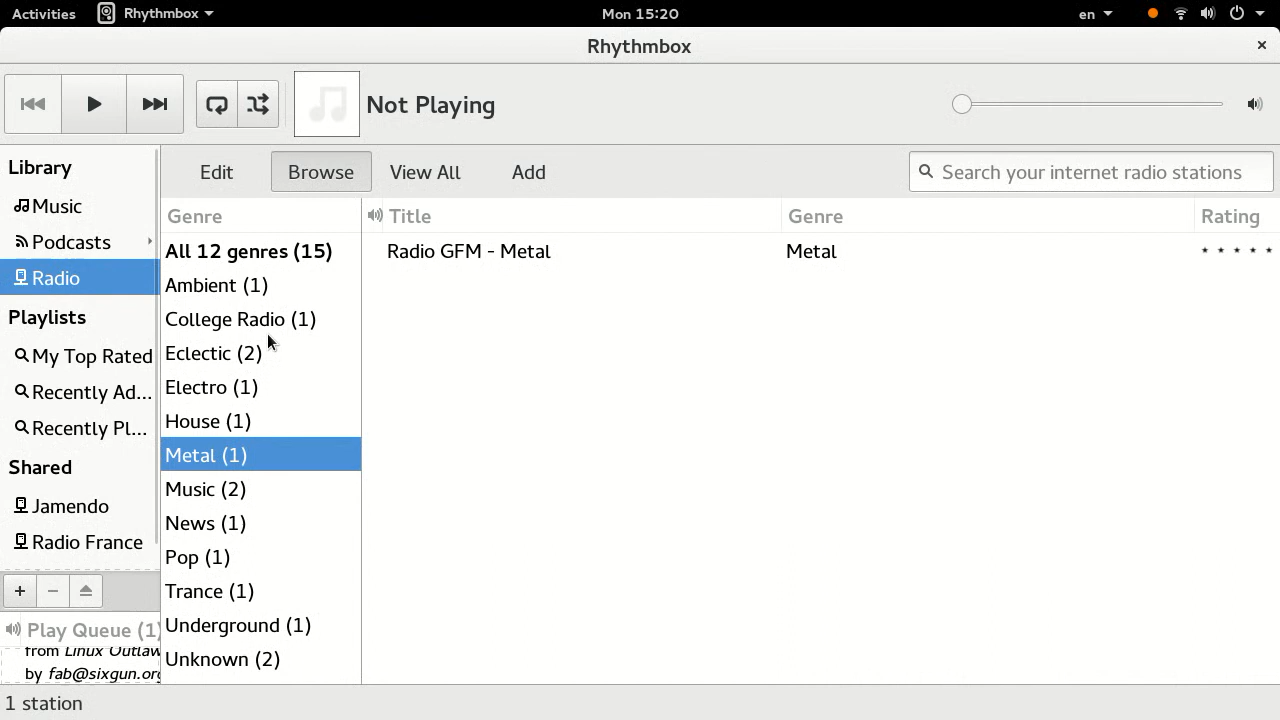 Activities Rhythmbox Mon 15:20 en
Rhythmbox
Not Playing
Library
Music
Podcasts
Radio
Playlists
My Top Rated
Recently Ad...
Recently Pl...
Shared
Jamendo
Radio France
Play Queue (1)
from Linux Outlaw
by fab@sixgun.org
Edit Browse View All Add
Search your internet radio stations
Genre
All 12 genres (15)
Ambient (1)
College Radio (1)
Eclectic (2)
Electro (1)
House (1)
Metal (1)
Music (2)
News (1)
Pop (1)
Trance (1)
Underground (1)
Unknown (2)
Title Genre Rating
Radio GFM - Metal Metal
1 station